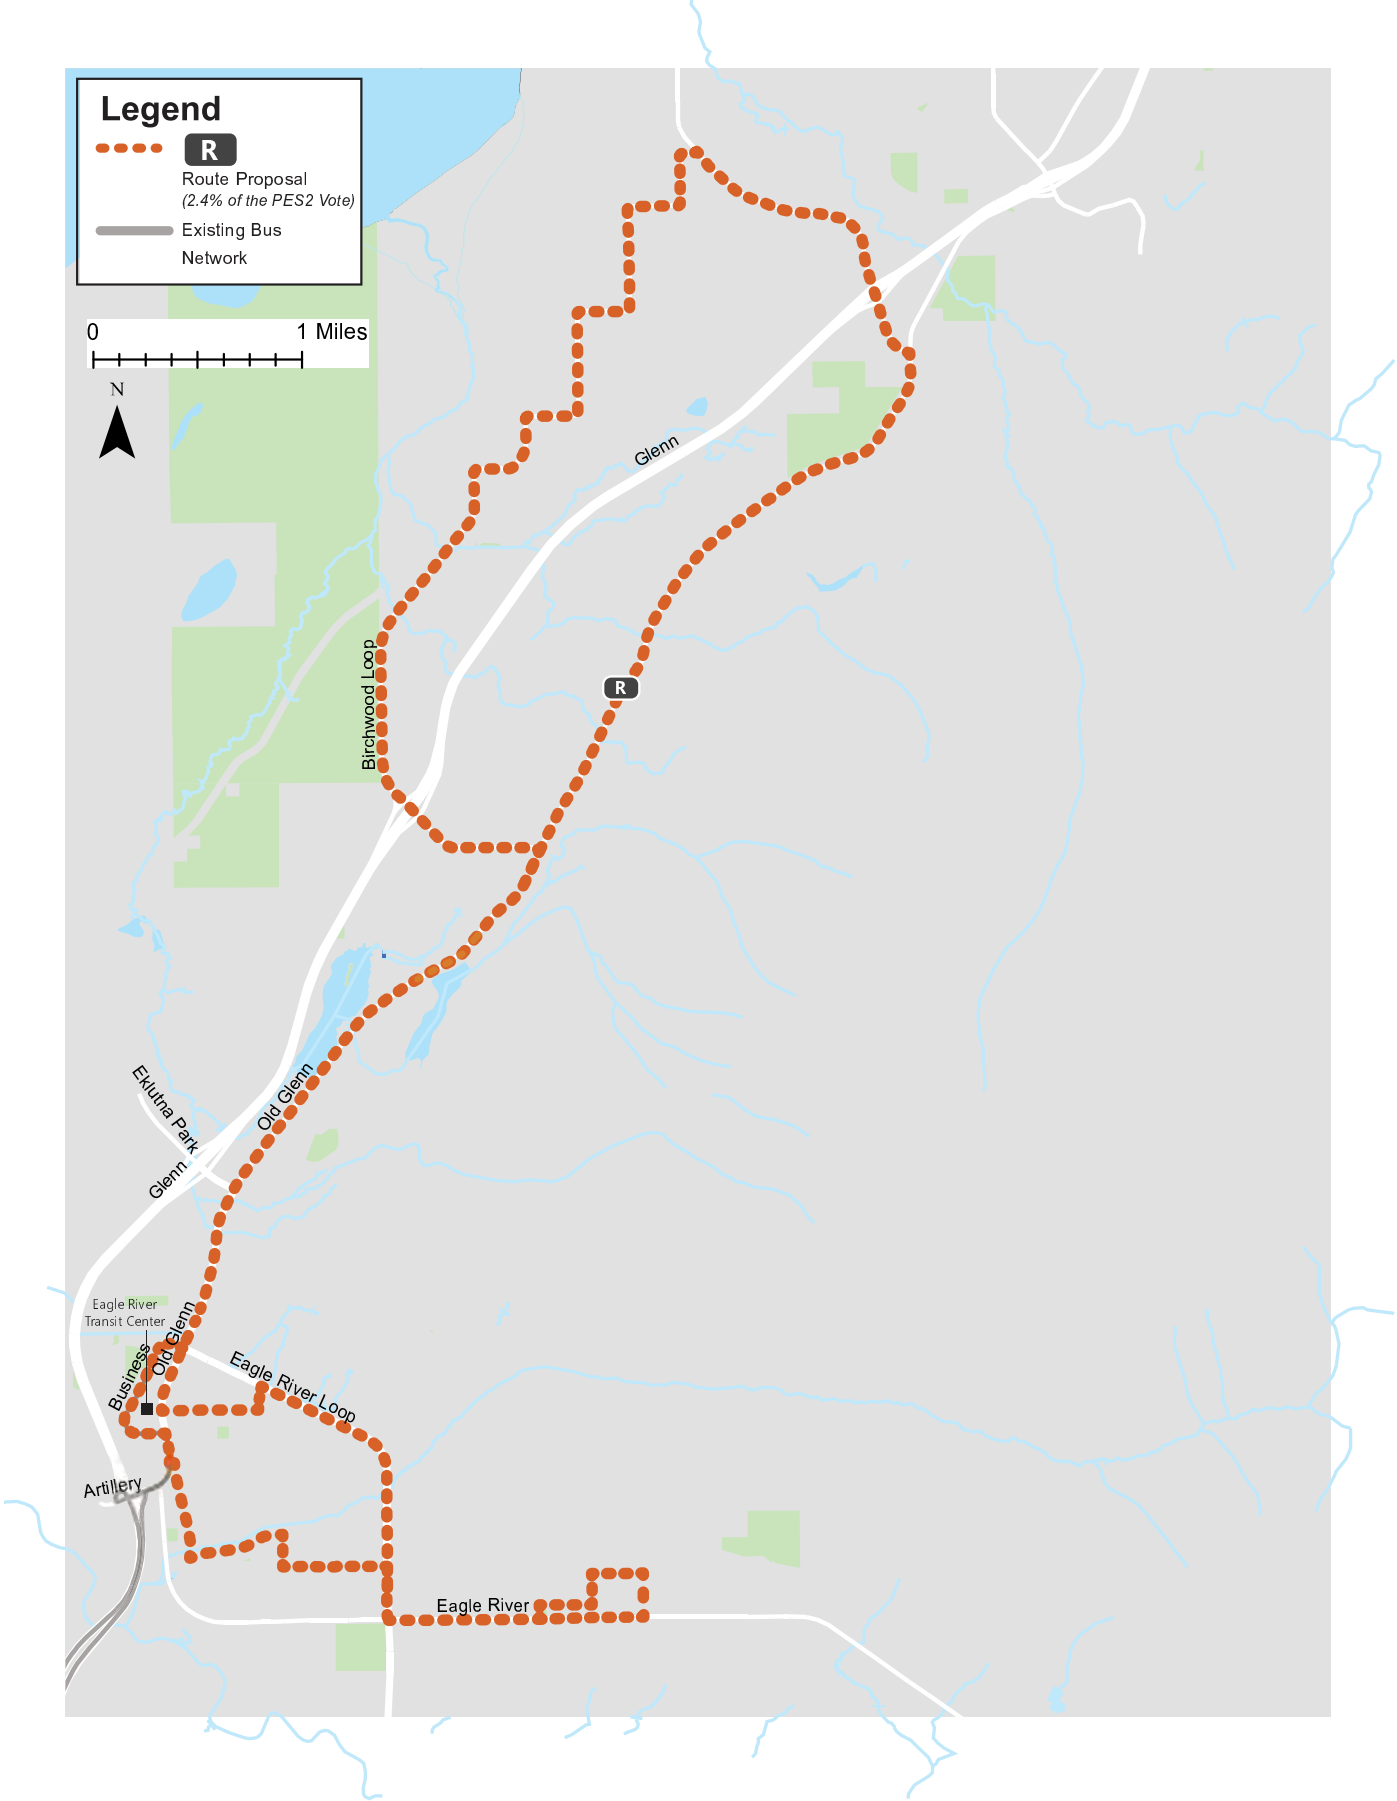 Legend
R
Route Proposal
(2.4% of the PES2 Vote)
Existing Bus
Network
0 1 Miles
N
Glenn
Birchwood Loop
R
Old Glenn
Eklutna Park
Glenn
Eagle River
Transit Center
Old Glenn
Business
Eagle River Loop
Artillery
Eagle River